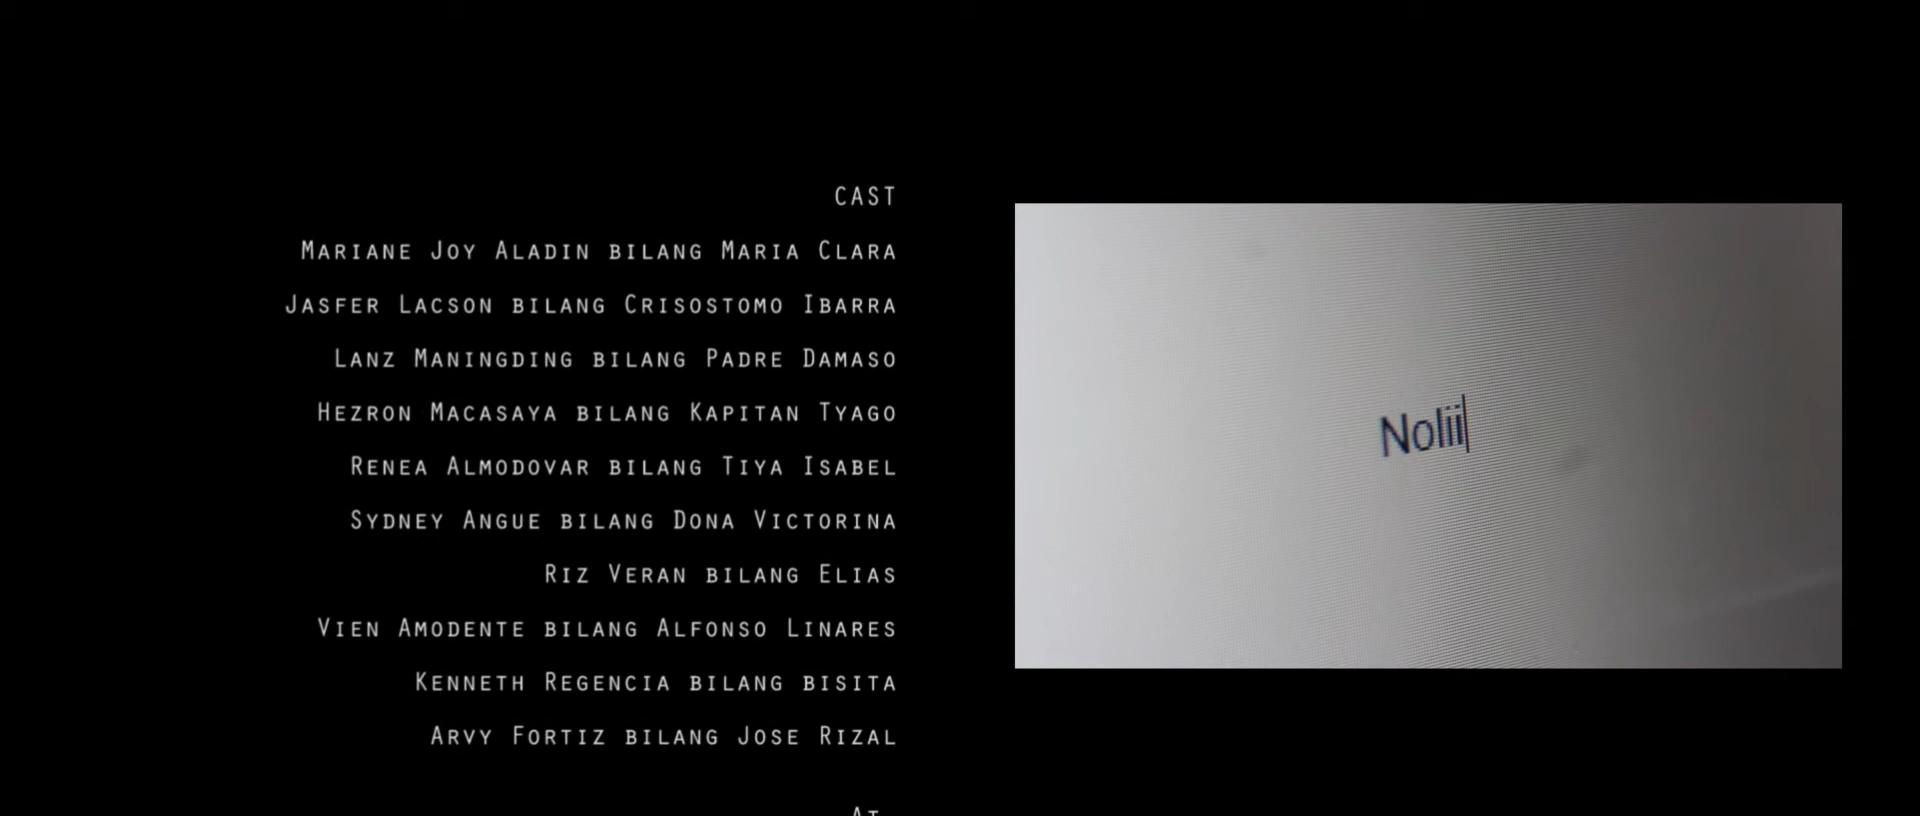 CAST
MARIANE JOY ALADIN BILANG MARIA CLARA
JASFER LACSON BILANG CRISOSTOMO IBARRA
LANZ MANINGDING BILANG PADRE DAMASO
HEZRON MACASAYA BILANG KAPITAN TYAGO
RENEA ALMODOVAR BILANG TIYA ISABEL
SYDNEY ANGUE BILANG DONA VICTORINA
RIZ VERAN BILANG ELIAS
VIEN AMODENTE BILANG ALFONSO LINARES
KENNETH REGENCIA BILANG BISITA
ARVY FORTIZ BILANG JOSE RIZAL
AT
Nolii